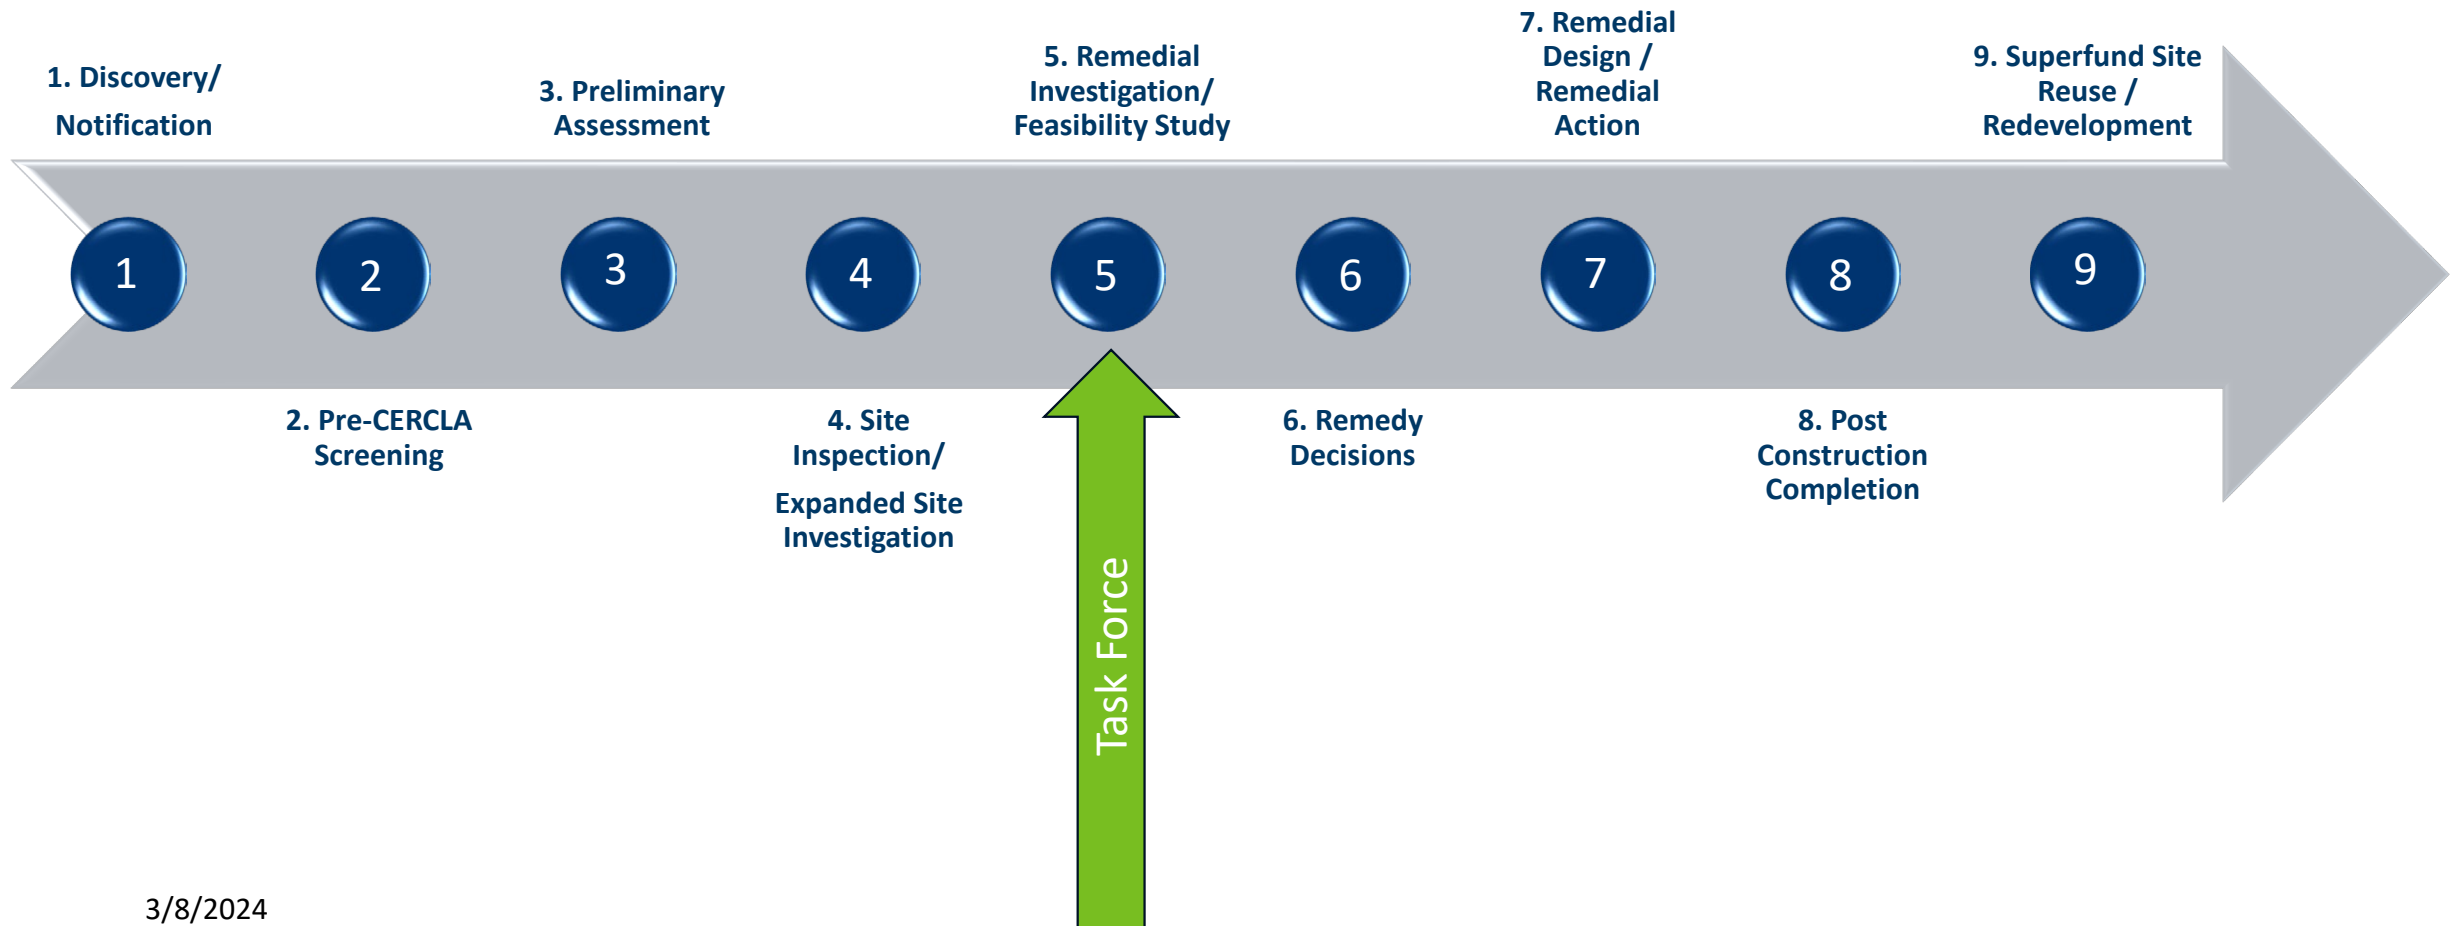 1. Discovery/
Notification
3. Preliminary
Assessment
5. Remedial
Investigation/
Feasibility Study
7. Remedial
Design /
Remedial
Action
9. Superfund Site
Reuse /
Redevelopment
1
2
3
4
5
6
7
8
9
2. Pre-CERCLA
Screening
4. Site
Inspection/
Expanded Site
Investigation
6. Remedy
Decisions
8. Post
Construction
Completion
Task Force
3/8/2024